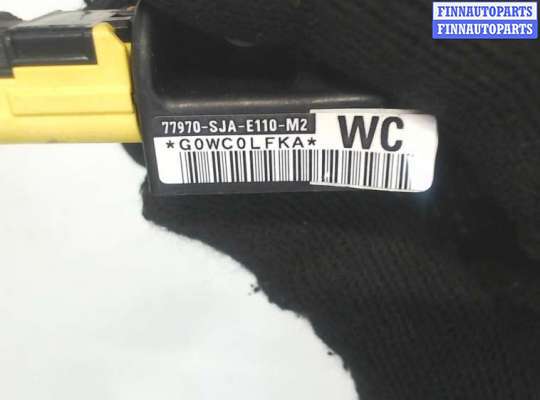 FINNAUTOPARTS
FINNAUTOPARTS
77970-SJA-E110-M2
*G0WC0LFKA*
WC